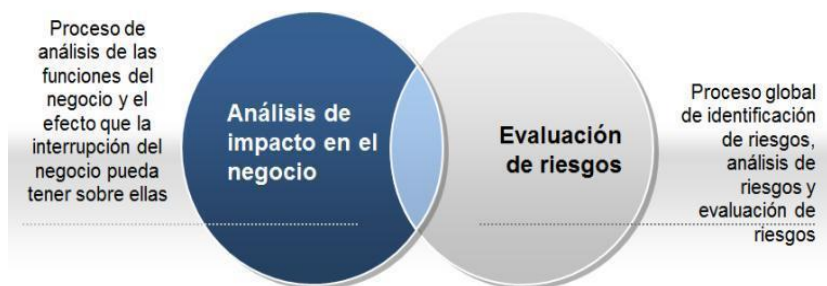 Proceso de
análisis de las
funciones del
negocio y el
efecto que la
interrupción del
negocio pueda
tener sobre ellas
Análisis de
impacto en el
negocio
Evaluación
de riesgos
Proceso global
de identificación
de riesgos,
análisis de
riesgos y
evaluación de
riesgos